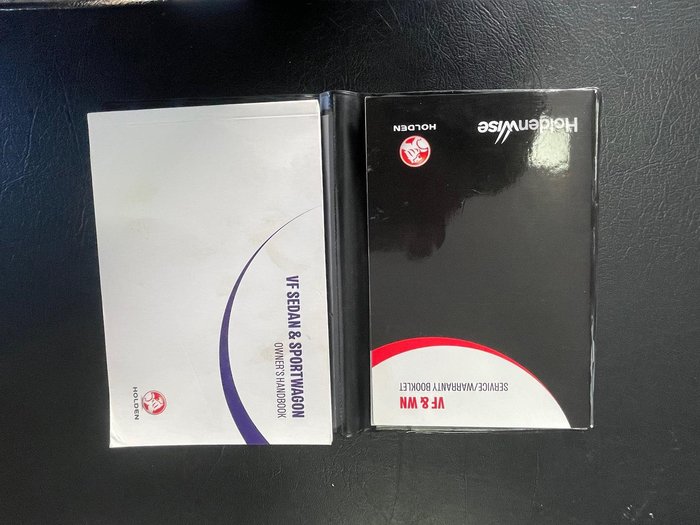 VF SEDAN & SPORTWAGON
OWNER'S HANDBOOK
HOLDEN
HoldenWise
HOLDEN
VF & WN
SERVICE/WARRANTY BOOKLET